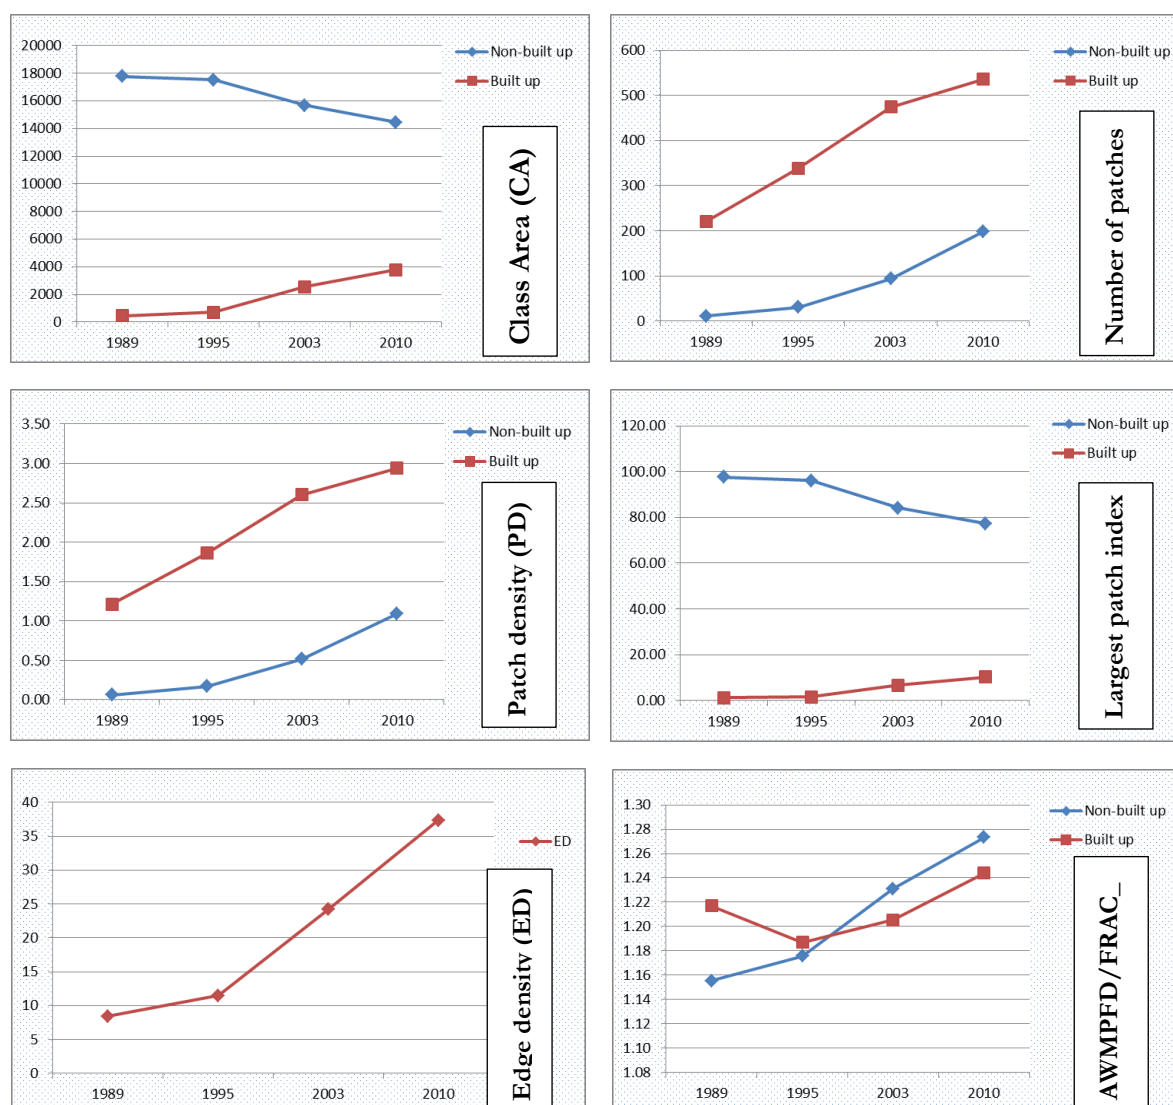 20000
18000
16000
14000
12000
10000
8000
6000
4000
2000
0
1989 1995 2003 2010
Non-built up
Built up
Class Area (CA)
600
500
400
300
200
100
0
1989 1995 2003 2010
Non-built up
Built up
Number of patches
3.50
3.00
2.50
2.00
1.50
1.00
0.50
0.00
1989 1995 2003 2010
Non-built up
Built up
Patch density (PD)
120.00
100.00
80.00
60.00
40.00
20.00
0.00
1989 1995 2003 2010
Non-built up
Built up
Largest patch index
40
35
30
25
20
15
10
5
0
1989 1995 2003 2010
ED
Edge density (ED)
1.30
1.28
1.26
1.24
1.22
1.20
1.18
1.16
1.14
1.12
1.10
1.08
1989 1995 2003 2010
Non-built up
Built up
AWMPFD/FRAC_